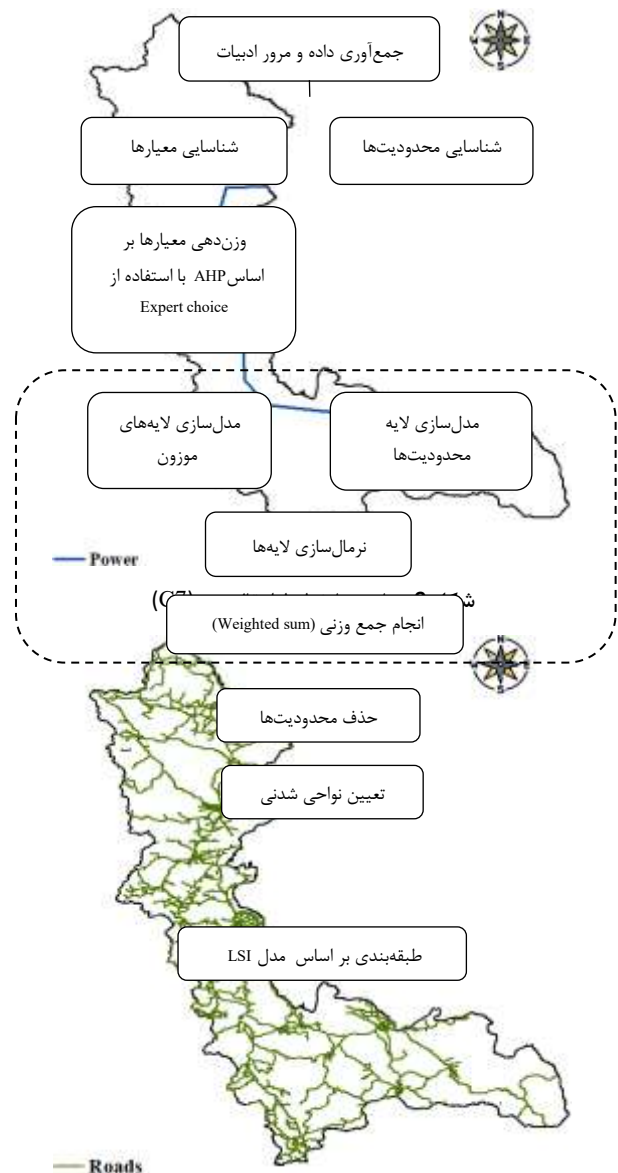 جمع‌آوری داده و مرور ادبیات
N
W
E
S
شناسایی محدودیت‌ها
شناسایی معیارها
وزن‌دهی معیارها بر
اساس AHP با استفاده از
Expert choice
مدل‌سازی لایه
محدودیت‌ها
مدل‌سازی لایه‌های
موزون
نرمال‌سازی لایه‌ها
Power
انجام جمع وزنی (Weighted sum)
N
W
E
S
حذف محدودیت‌ها
تعیین نواحی شدنی
طبقه‌بندی بر اساس مدل LSI
Roads